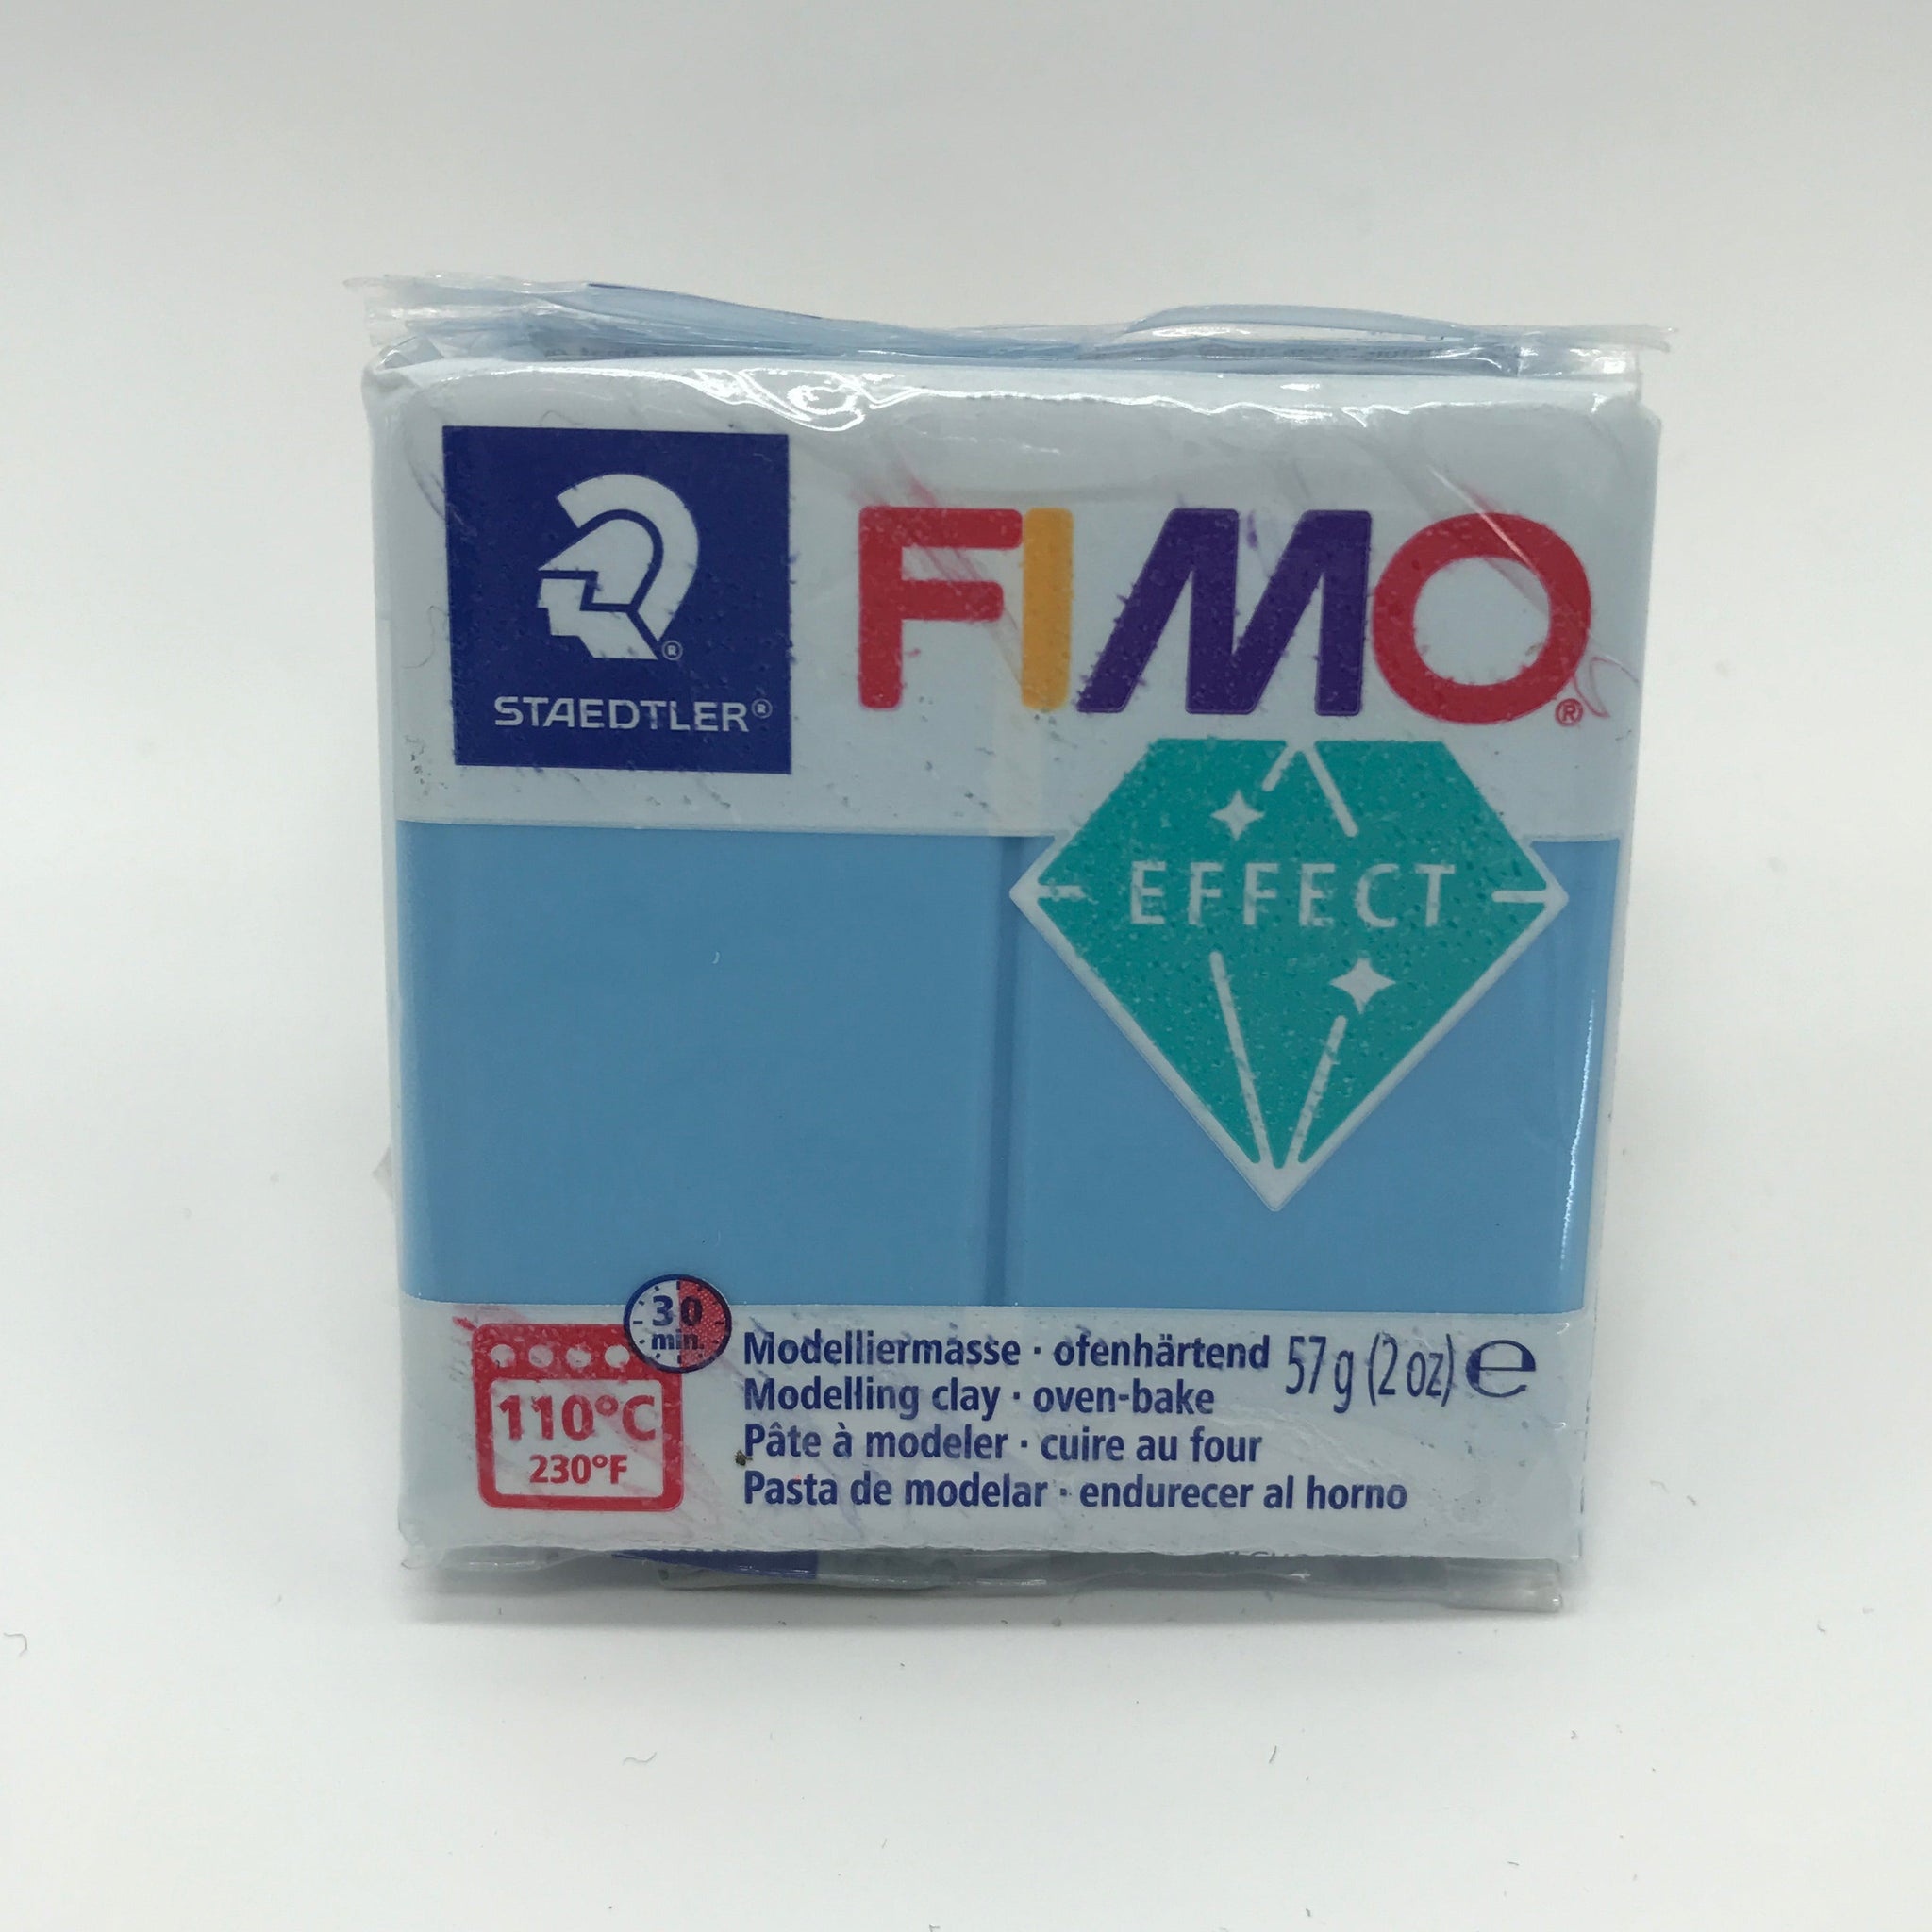 STAEDTLER®
FIMO®
EFFECT
30
min.
110°C
230°F
Modelliermasse · ofenhärtend 57 g (2 oz) ℮
Modelling clay · oven-bake
Pâte à modeler · cuire au four
Pasta de modelar · endurecer al horno